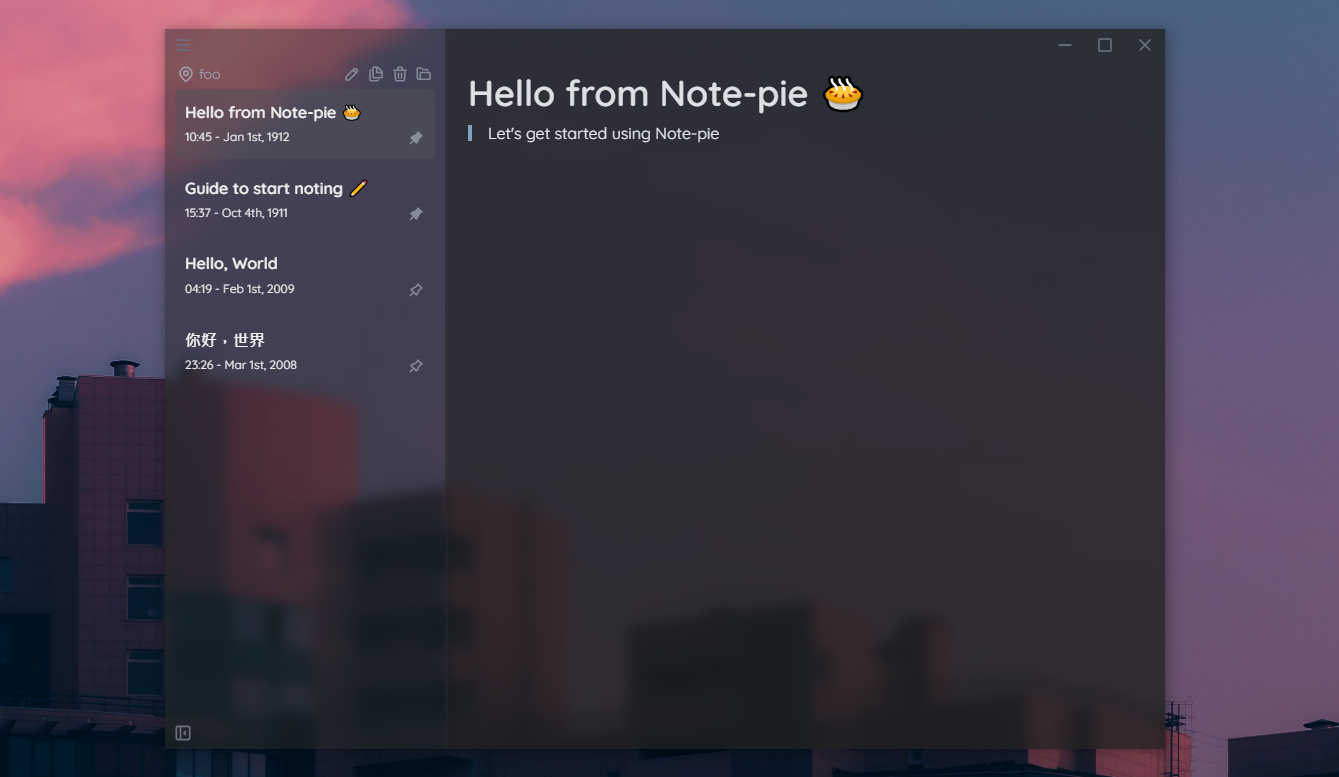 foo
Hello from Note-pie 🥧
10:45 - Jan 1st, 1912
Guide to start noting ✏️
15:37 - Oct 4th, 1911
Hello, World
04:19 - Feb 1st, 2009
你好，世界
23:26 - Mar 1st, 2008
Hello from Note-pie 🥧
Let's get started using Note-pie